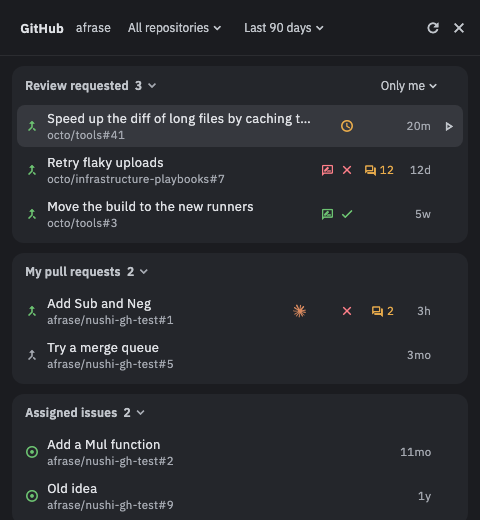 GitHub afrase All repositories Last 90 days
Review requested 3 Only me
Speed up the diff of long files by caching t... 20m
octo/tools#41
Retry flaky uploads 12 12d
octo/infrastructure-playbooks#7
Move the build to the new runners 5w
octo/tools#3
My pull requests 2
Add Sub and Neg 2 3h
afrase/nushi-gh-test#1
Try a merge queue 3mo
afrase/nushi-gh-test#5
Assigned issues 2
Add a Mul function 11mo
afrase/nushi-gh-test#2
Old idea 1y
afrase/nushi-gh-test#9